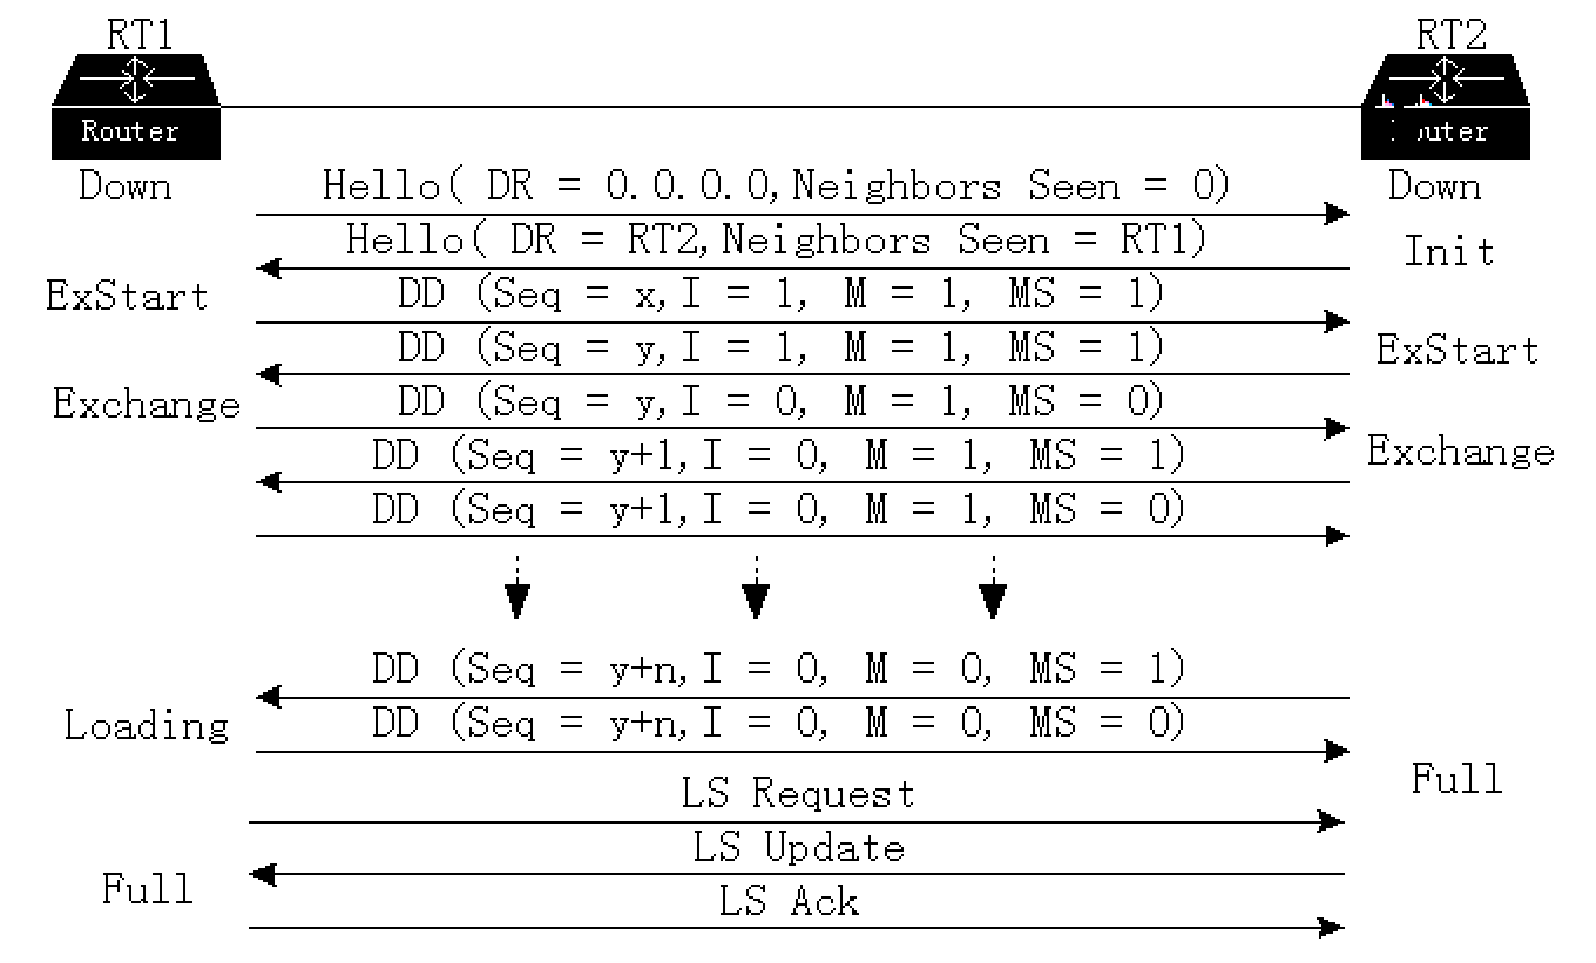 RT1 RT2
Router
Down Hello( DR = 0.0.0.0,Neighbors Seen = 0) Down
Hello( DR = RT2,Neighbors Seen = RT1) Init
ExStart DD (Seq = x,I = 1, M = 1, MS = 1)
DD (Seq = y,I = 1, M = 1, MS = 1) ExStart
Exchange DD (Seq = y,I = 0, M = 1, MS = 0)
DD (Seq = y+1,I = 0, M = 1, MS = 1) Exchange
DD (Seq = y+1,I = 0, M = 1, MS = 0)
DD (Seq = y+n,I = 0, M = 0, MS = 1)
Loading DD (Seq = y+n,I = 0, M = 0, MS = 0)
LS Request Full
LS Update
Full LS Ack